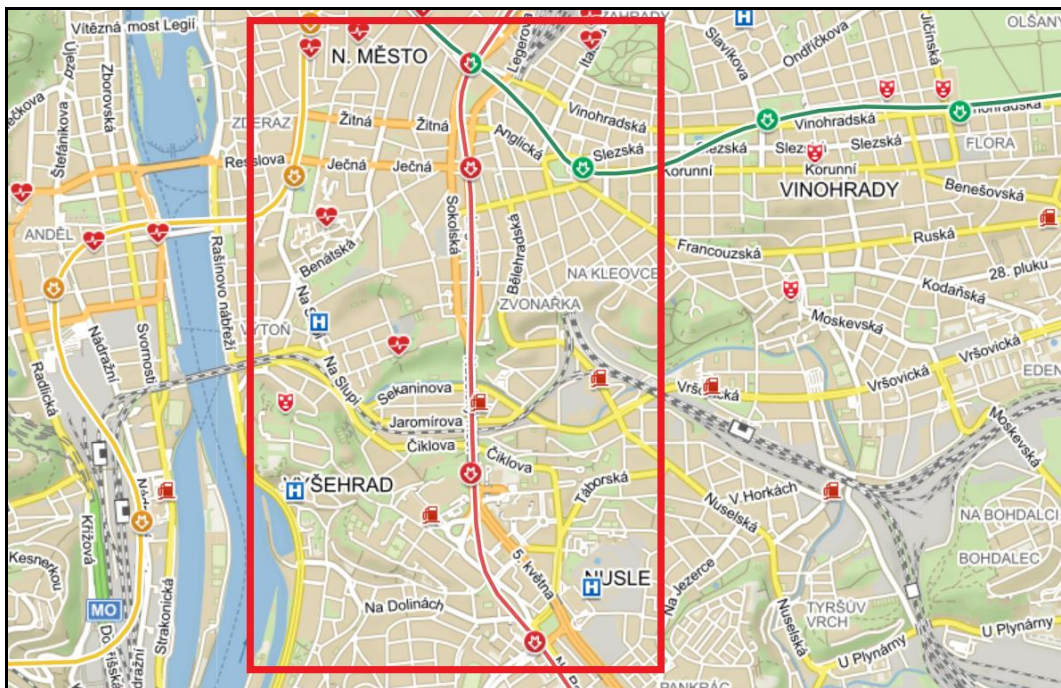 Vítězná
most Legií
ZAHRADY
OLŠANY
Újezd
Zborovská
N. MĚSTO
Legerova
Slavíkova
Ondříčkova
Jičínská
Štefánikova
ZDERAZ
Žitná
Žitná
Vinohradská
Vinohradská
Vinohradská
Anglická
Slezská
Slezská
Slezská
Slezská
FLORA
Resslova
Ječná
Ječná
Korunní
Korunní
VINOHRADY
Benešovská
Sokolská
Bělehradská
ANDĚL
Rašínovo nábřeží
Benátská
Francouzská
Ruská
NA KLEOVCE
28. pluku
Kodaňská
ZVONAŘKA
Moskevská
VÝTOŇ
Nádražní
Svornosti
Radlická
Na Slupi
Vršovická
Vršovická
Vršovická
EDEN
Sekaninova
Jaromírova
Moskevská
Čiklova
Čiklova
VYŠEHRAD
Táborská
V Horkách
Nuselská
NA BOHDALCI
Křížová
Kesnerkou
5. května
BOHDALEC
NUSLE
Na Jezerce
Na Dolinách
TYRŠŮV
VRCH
MO
Strakonická
Nuselská
U Plynárny
U Plynárny
PANKRÁC